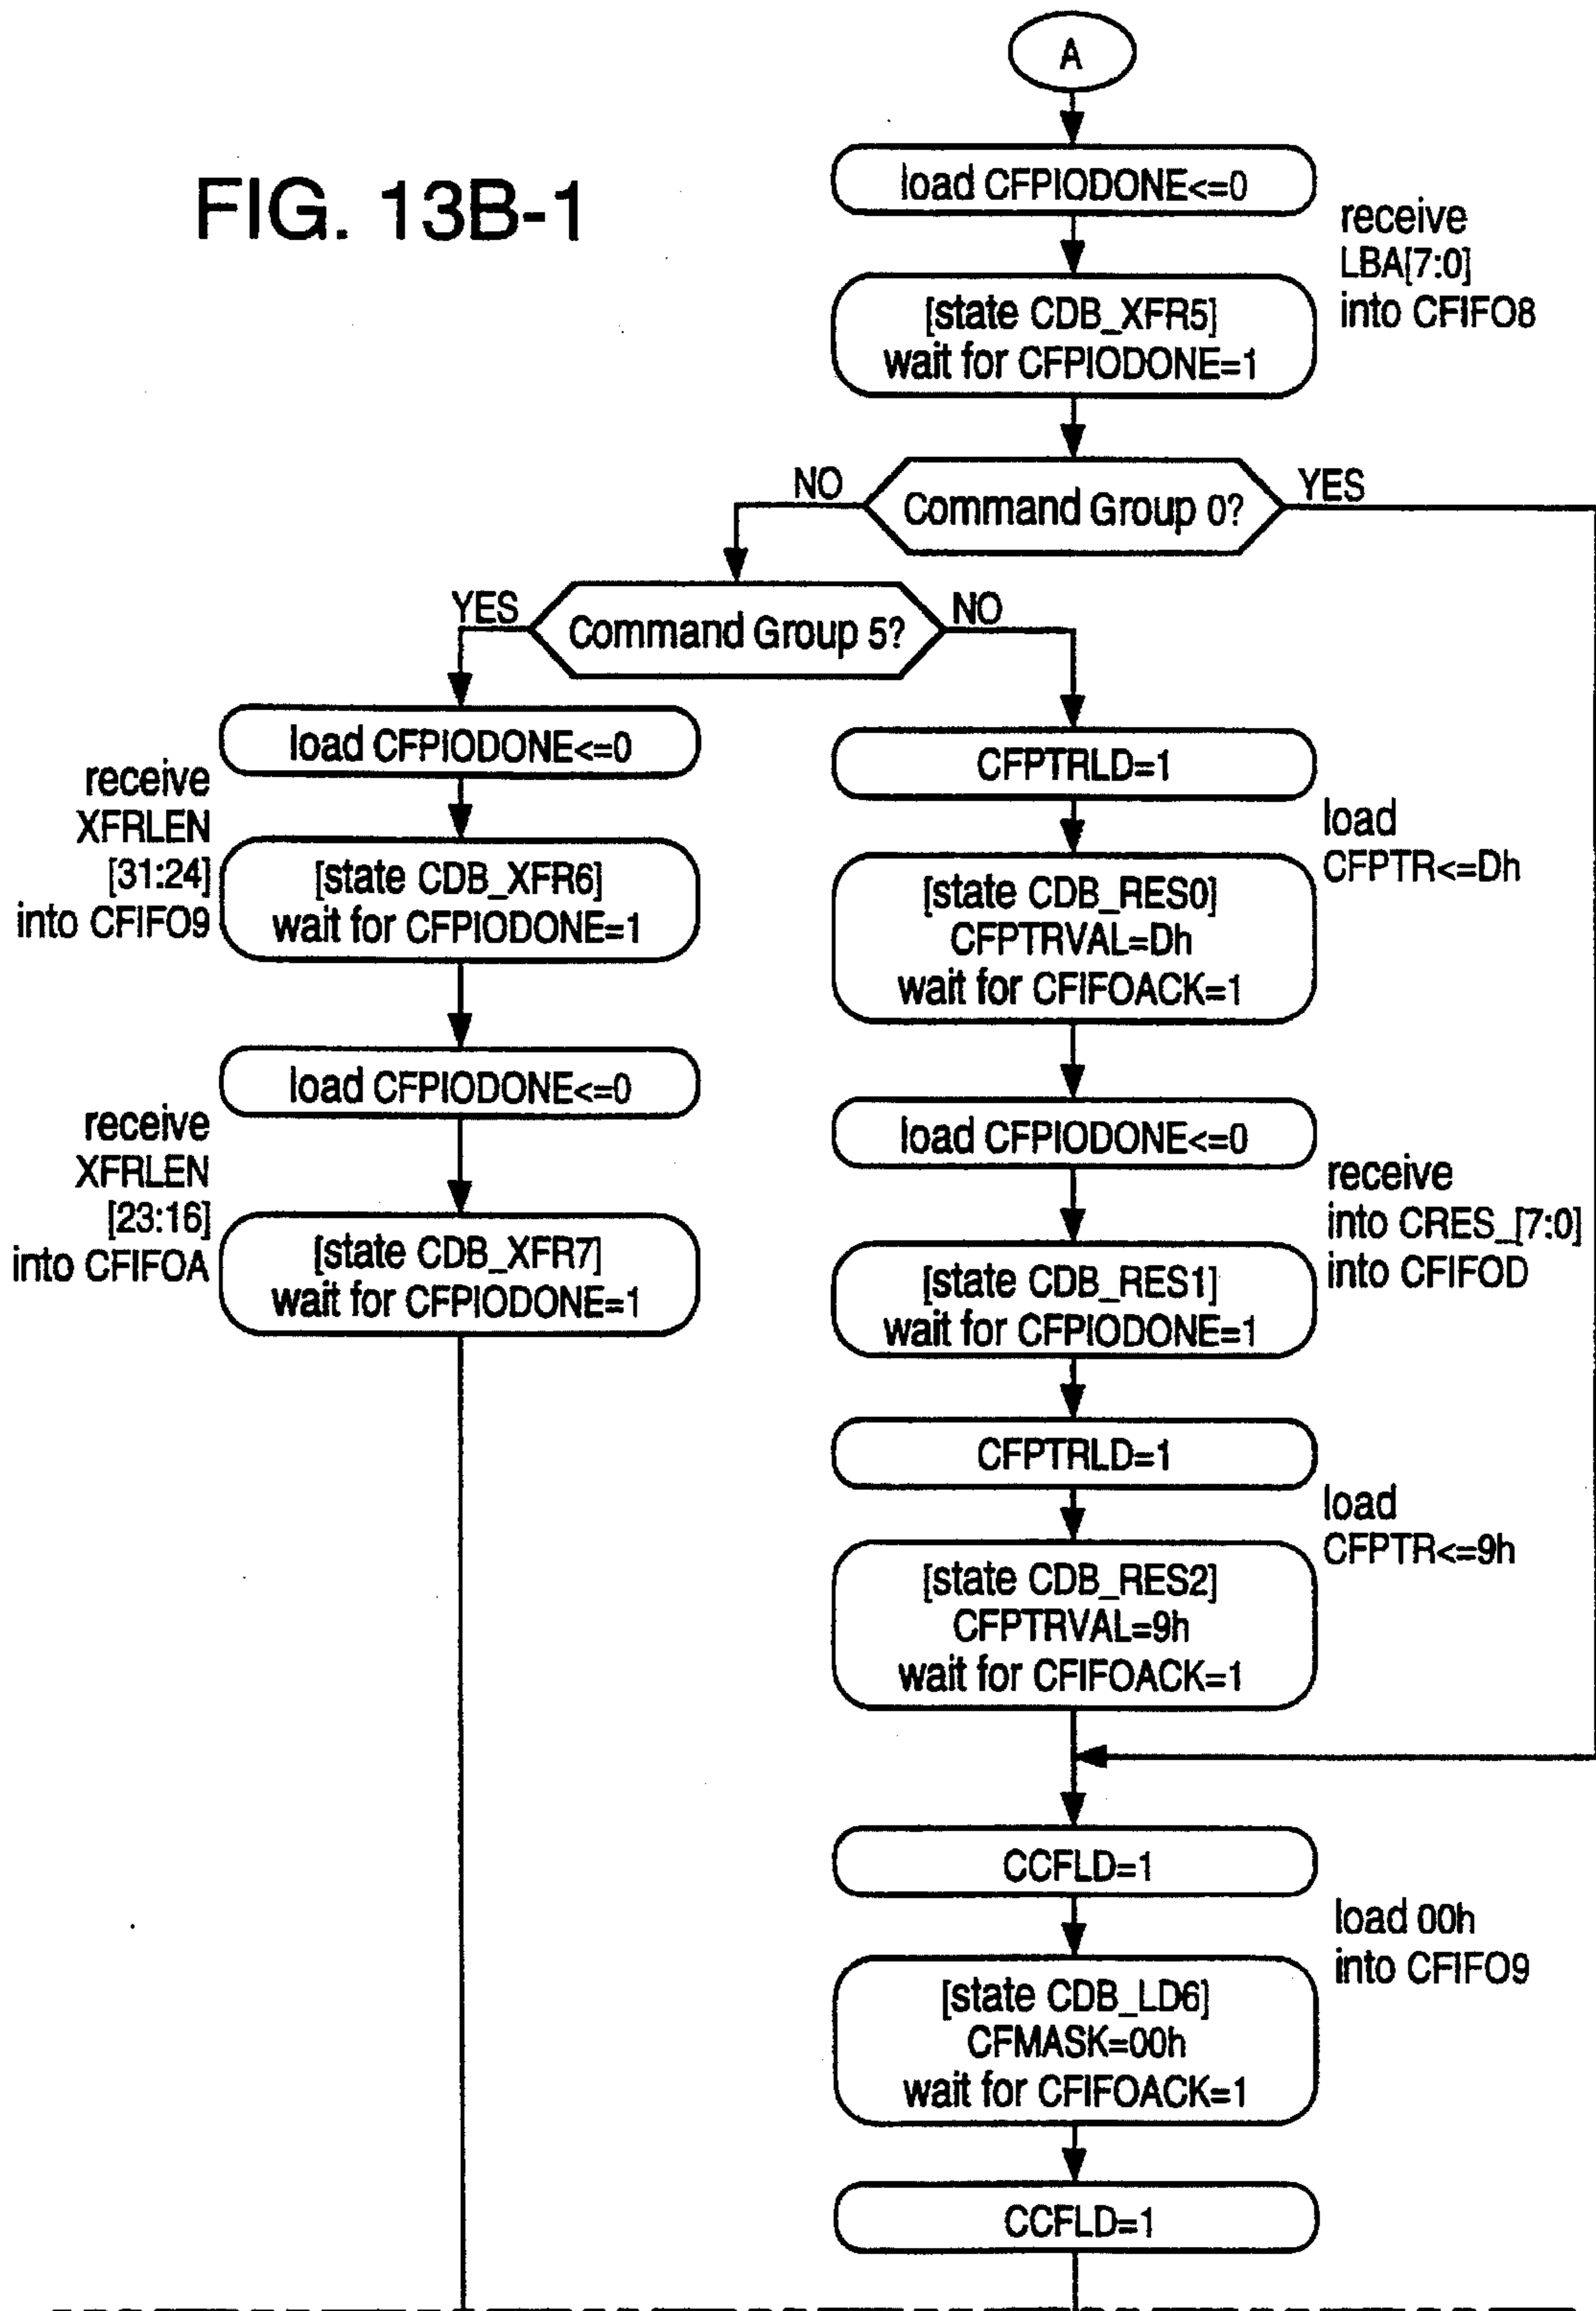 FIG. 13B-1
A
load CFPIODONE<=0
receive
LBA[7:0]
into CFIFO8
[state CDB_XFR5]
wait for CFPIODONE=1
Command Group 0?
NO
YES
Command Group 5?
YES
NO
load CFPIODONE<=0
receive
XFRLEN
[31:24]
into CFIFO9
[state CDB_XFR6]
wait for CFPIODONE=1
load CFPIODONE<=0
receive
XFRLEN
[23:16]
into CFIFOA
[state CDB_XFR7]
wait for CFPIODONE=1
CFPTRLD=1
load
CFPTR<=Dh
[state CDB_RES0]
CFPTRVAL=Dh
wait for CFIFOACK=1
load CFPIODONE<=0
receive
into CRES_[7:0]
into CFIFOD
[state CDB_RES1]
wait for CFPIODONE=1
CFPTRLD=1
load
CFPTR<=9h
[state CDB_RES2]
CFPTRVAL=9h
wait for CFIFOACK=1
CCFLD=1
load 00h
into CFIFO9
[state CDB_LD6]
CFMASK=00h
wait for CFIFOACK=1
CCFLD=1